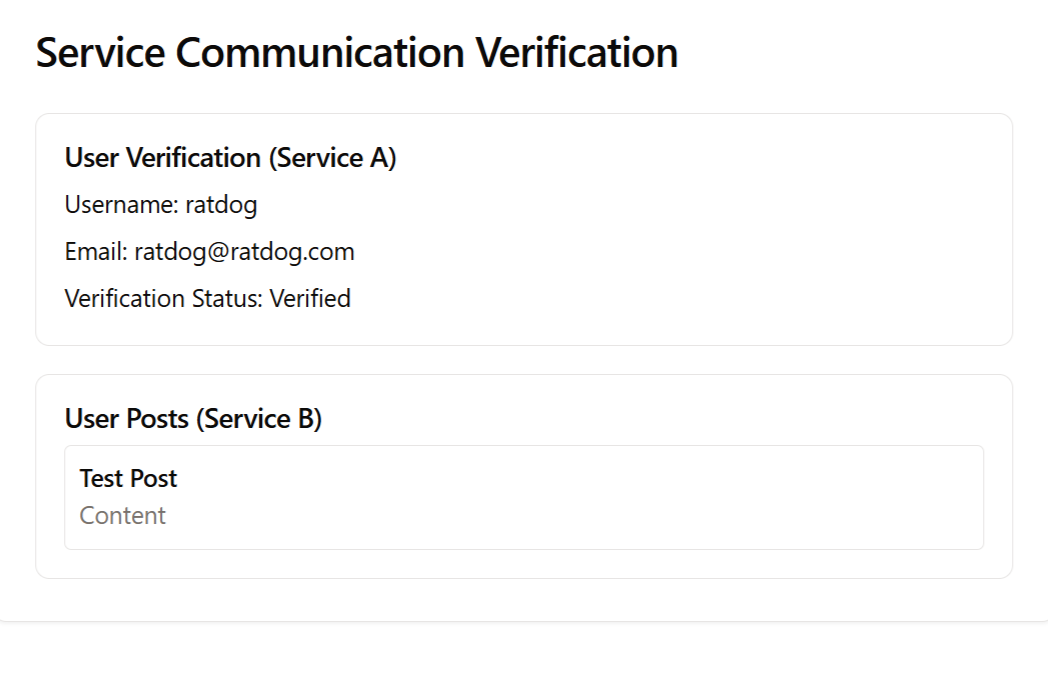 Service Communication Verification
User Verification (Service A)
Username: ratdog
Email: ratdog@ratdog.com
Verification Status: Verified
User Posts (Service B)
Test Post
Content